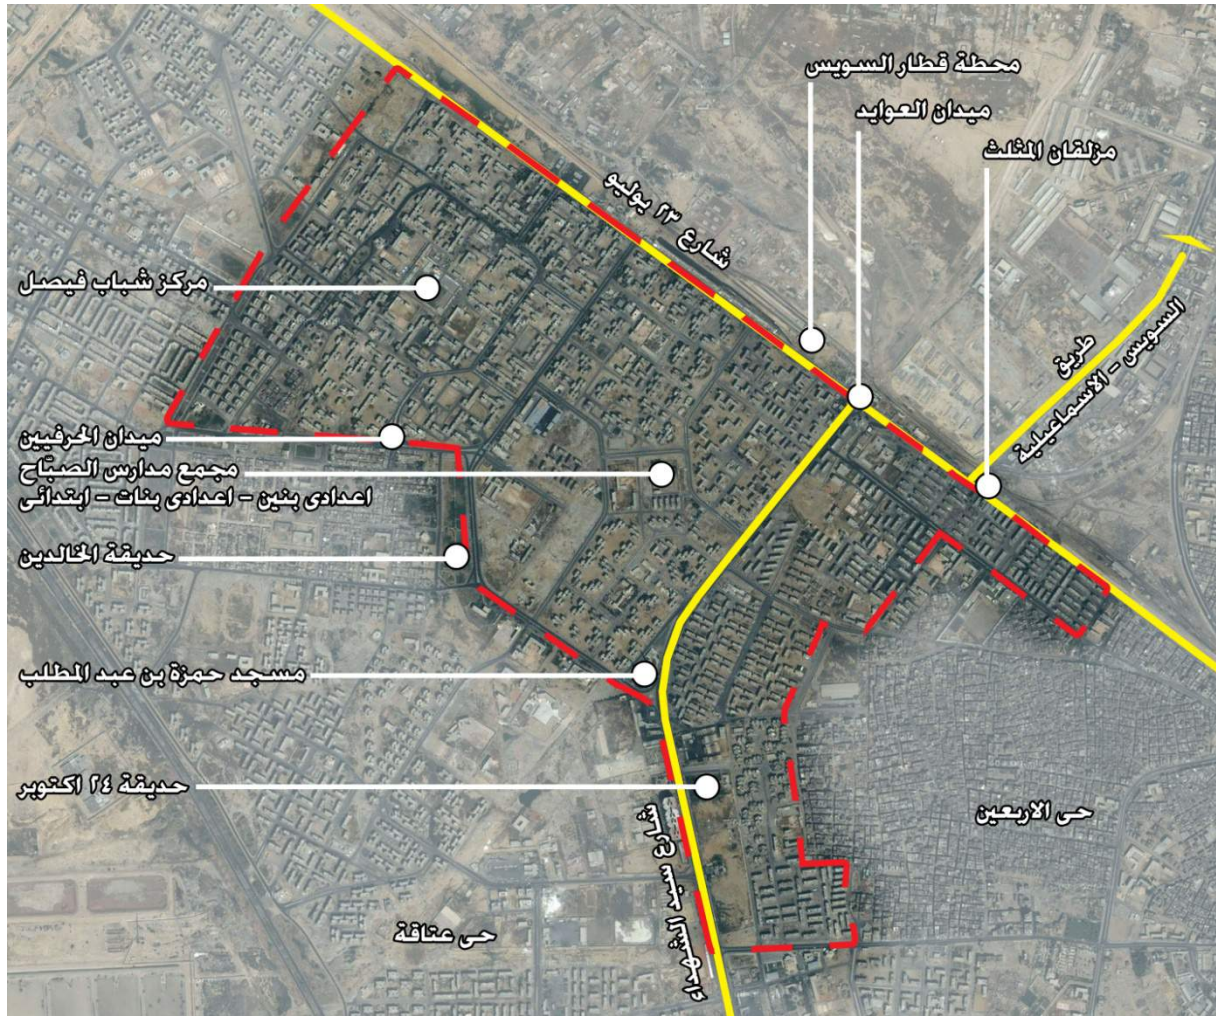 محطة قطار السويس
ميدان العوايد
مزلقان المثلث
شارع ٢٣ يوليو
طريق
السويس - الاسماعيلية
مركز شباب فيصل
ميدان الحرفيين
مجمع مدارس الصبّاح
اعدادى بنين - اعدادى بنات - ابتدائى
حديقة الخالدين
مسجد حمزة بن عبد المطلب
حديقة ٢٤ اكتوبر
شارع سيد الشهداء
حى الاربعين
حى عتاقة